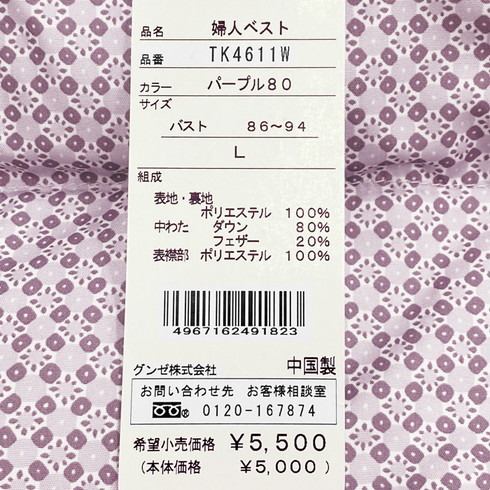 品名 婦人ベスト
品番 TK4611W
カラー パープル80
サイズ
バスト 86〜94
L
組成
表地・裏地
ポリエステル 100%
中わた ダウン 80%
フェザー 20%
表襟部 ポリエステル 100%
4967162491823
グンゼ株式会社 中国製
お問い合わせ先 お客様相談室
0120-167874
希望小売価格 ¥5,500
(本体価格 ¥5,000)